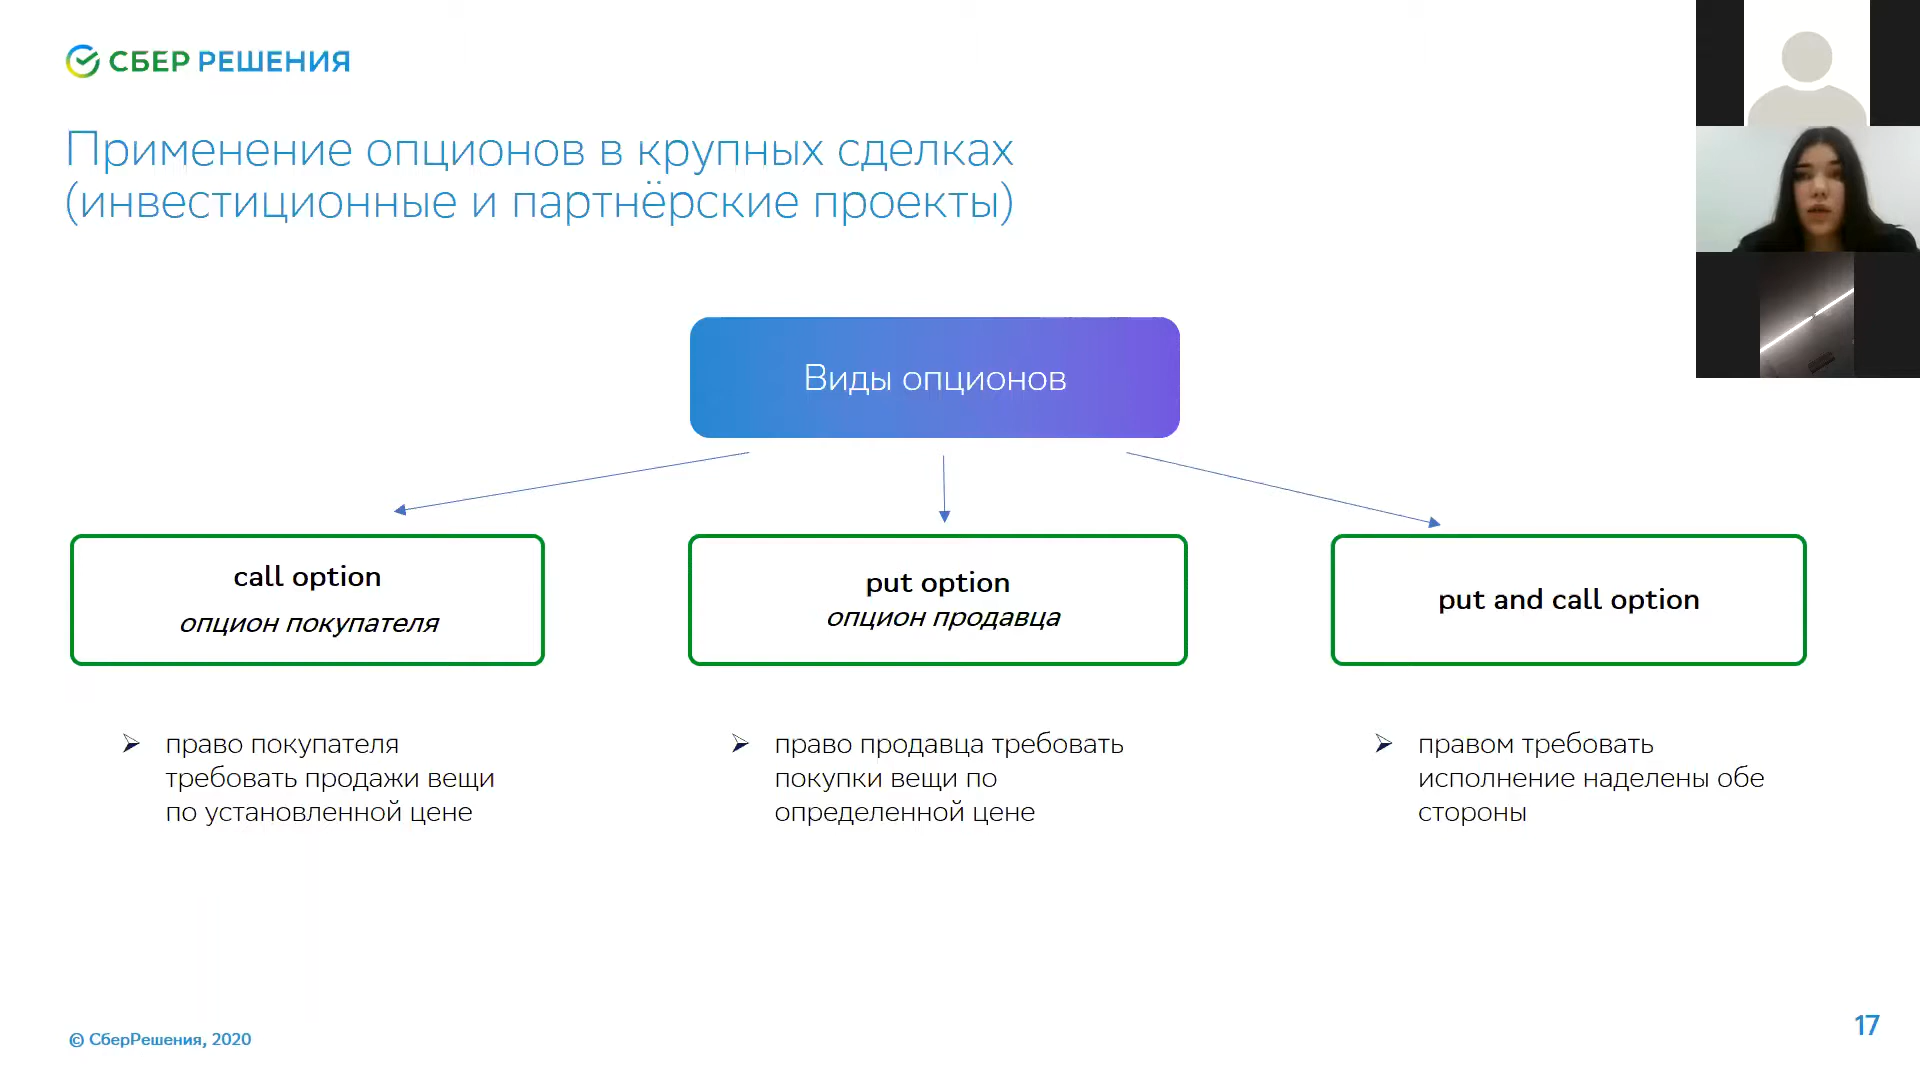 СБЕР РЕШЕНИЯ
Применение опционов в крупных сделках
(инвестиционные и партнёрские проекты)
Виды опционов
call option
опцион покупателя
put option
опцион продавца
put and call option
право покупателя
требовать продажи вещи
по установленной цене
право продавца требовать
покупки вещи по
определенной цене
правом требовать
исполнение наделены обе
стороны
© СберРешения, 2020
17